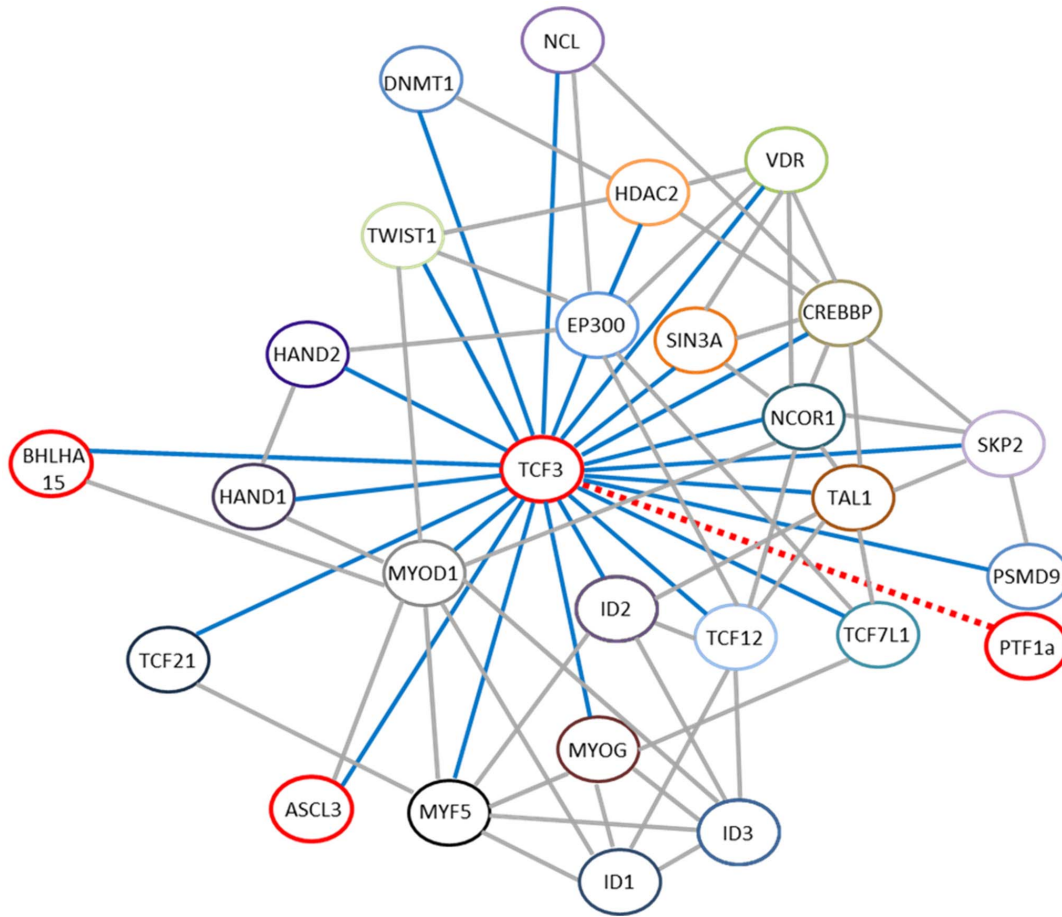 NCL
DNMT1
VDR
HDAC2
TWIST1
CREBBP
EP300
SIN3A
HAND2
NCOR1
SKP2
BHLHA
15
TCF3
HAND1
TAL1
MYOD1
PSMD9
ID2
TCF12
TCF7L1
PTF1a
TCF21
MYOG
ASCL3
MYF5
ID3
ID1